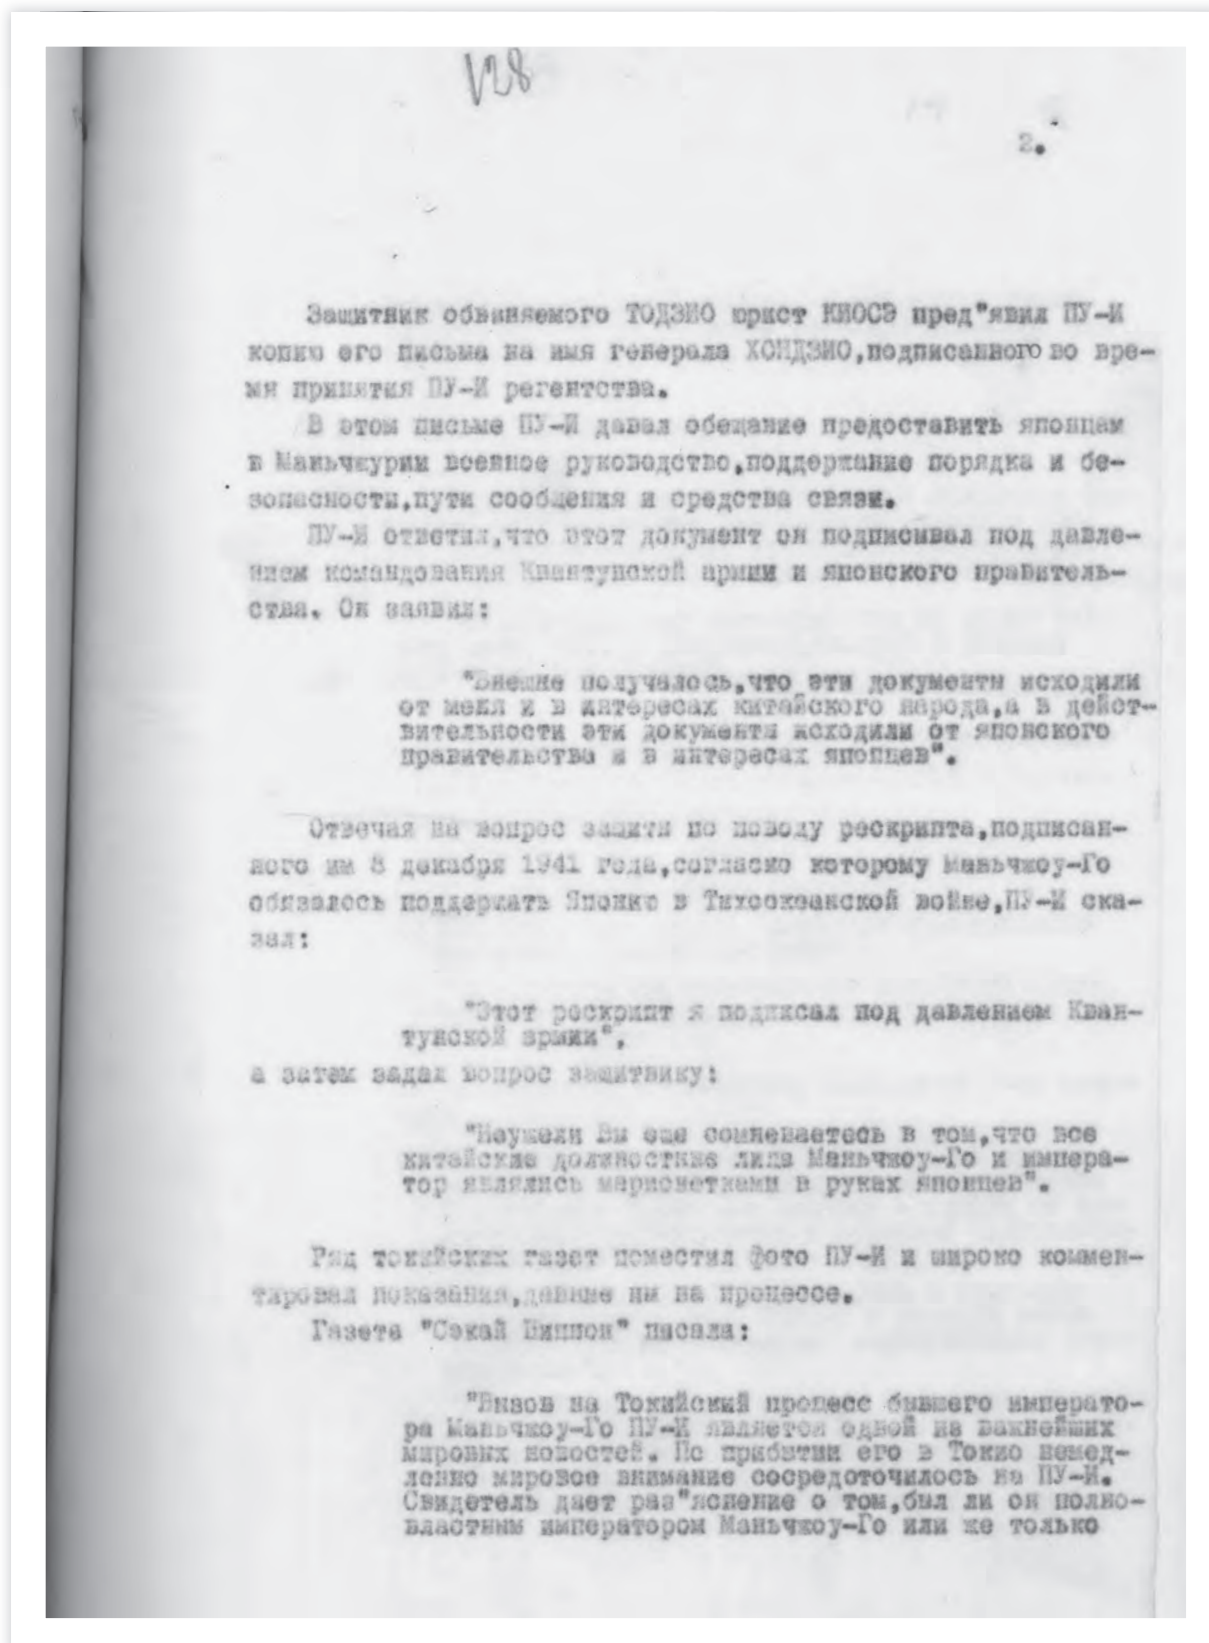 128
2.
Защитник обвиняемого ТОДЗИО юрист КИОСЭ пред"явил ПУ-И
копию его письма на имя генерала ХОНДЗИО,подписанного во вре-
мя принятия ПУ-И регентства.
В этом письме ПУ-И давал обещание предоставить японцам
в Маньчжурии военное руководство,поддержание порядка и бе-
зопасности,пути сообщения и средства связи.
ПУ-И ответил,что этот документ он подписывал под давле-
нием командования Квантунской армии и японского правитель-
ства. Он заявил:
"Внешне получалось,что эти документы исходили
от меня и в интересах китайского народа,а в дейст-
вительности эти документы исходили от японского
правительства и в интересах японцев".
Отвечая на вопрос защиты по поводу рескрипта,подписан-
ного им 8 декабря 1941 года,согласно которому Маньчжоу-Го
обязалось поддержать Японию в Тихоокеанской войне,ПУ-И ска-
зал:
"Этот рескрипт я подписал под давлением Кван-
тунской армии",
а затем задал вопрос защитнику:
"Неужели Вы еще сомневаетесь в том,что все
китайские должностные лица Маньчжоу-Го и импера-
тор являлись марионетками в руках японцев".
Ряд токийских газет поместил фото ПУ-И и широко коммен-
тировал показания,данные им на процессе.
Газета "Сэкай Ниппон" писала:
"Вызов на Токийский процесс бывшего императо-
ра Маньчжоу-Го ПУ-И является одной из важнейших
мировых новостей. По прибытии его в Токио немед-
ленно мировое внимание сосредоточилось на ПУ-И.
Свидетель дает раз"яснение о том,был ли он полно-
властным императором Маньчжоу-Го или же только